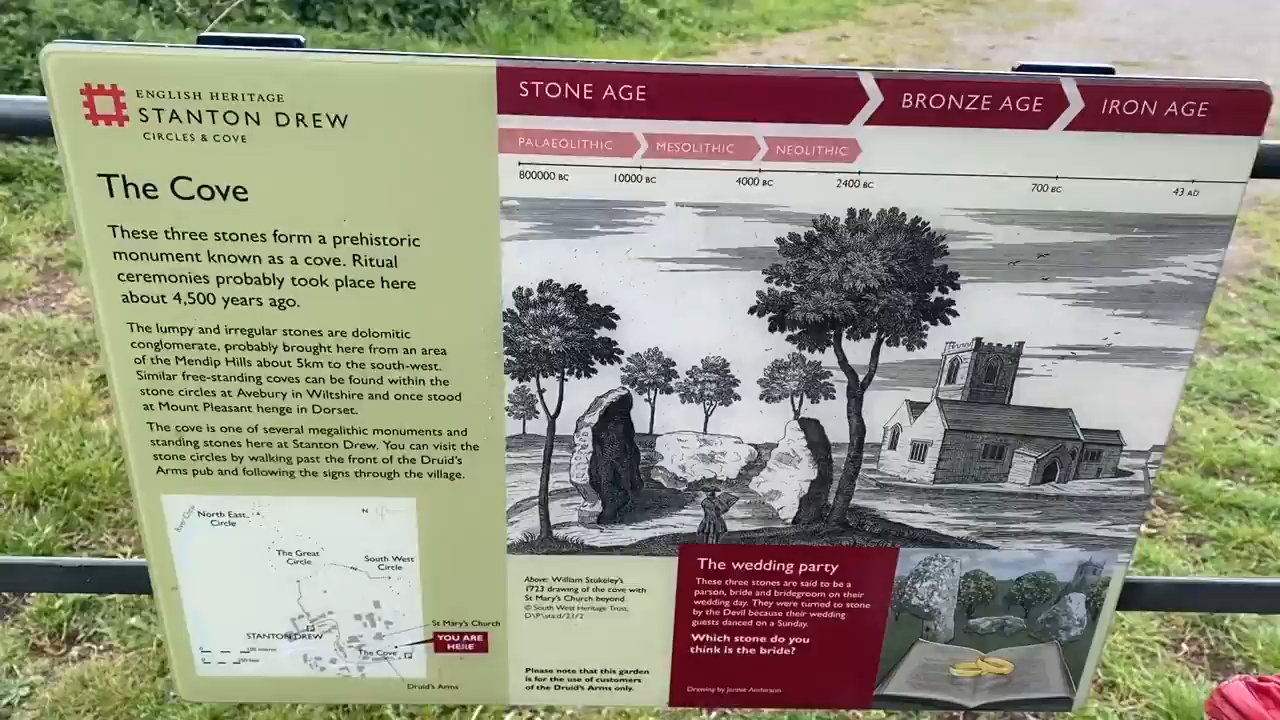 ENGLISH HERITAGE
STANTON DREW
CIRCLES & COVE
The Cove
These three stones form a prehistoric
monument known as a cove. Ritual
ceremonies probably took place here
about 4,500 years ago.
The lumpy and irregular stones are dolomitic
conglomerate, probably brought here from an area
of the Mendip Hills about 5km to the south-west.
Similar free-standing coves can be found within the
stone circles at Avebury in Wiltshire and once stood
at Mount Pleasant henge in Dorset.
The cove is one of several megalithic monuments and
standing stones here at Stanton Drew. You can visit the
stone circles by walking past the front of the Druid's
Arms pub and following the signs through the village.
North East
Circle
N
The Great
Circle
South West
Circle
STANTON DREW
St Mary's Church
YOU ARE
HERE
The Cove
Druid's Arms
STONE AGE
BRONZE AGE
IRON AGE
PALAEOLITHIC
MESOLITHIC
NEOLITHIC
800000 BC
10000 BC
4000 BC
2400 BC
700 BC
43 AD
Above: William Stukeley's
1723 drawing of the cove with
St Mary's Church beyond
© South West Heritage Trust,
Please note that this garden
is for the use of customers
of the Druid's Arms only.
The wedding party
These three stones are said to be a
parson, bride and bridegroom on their
wedding day. They were turned to stone
by the Devil because their wedding
guests danced on a Sunday.
Which stone do you
think is the bride?
Drawing by Jennie Anderson